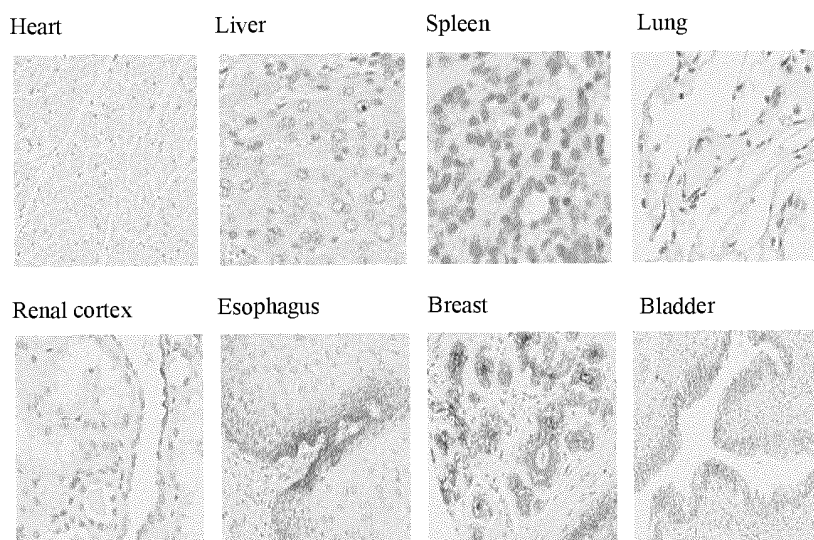 Heart
Liver
Spleen
Lung
Renal cortex
Esophagus
Breast
Bladder